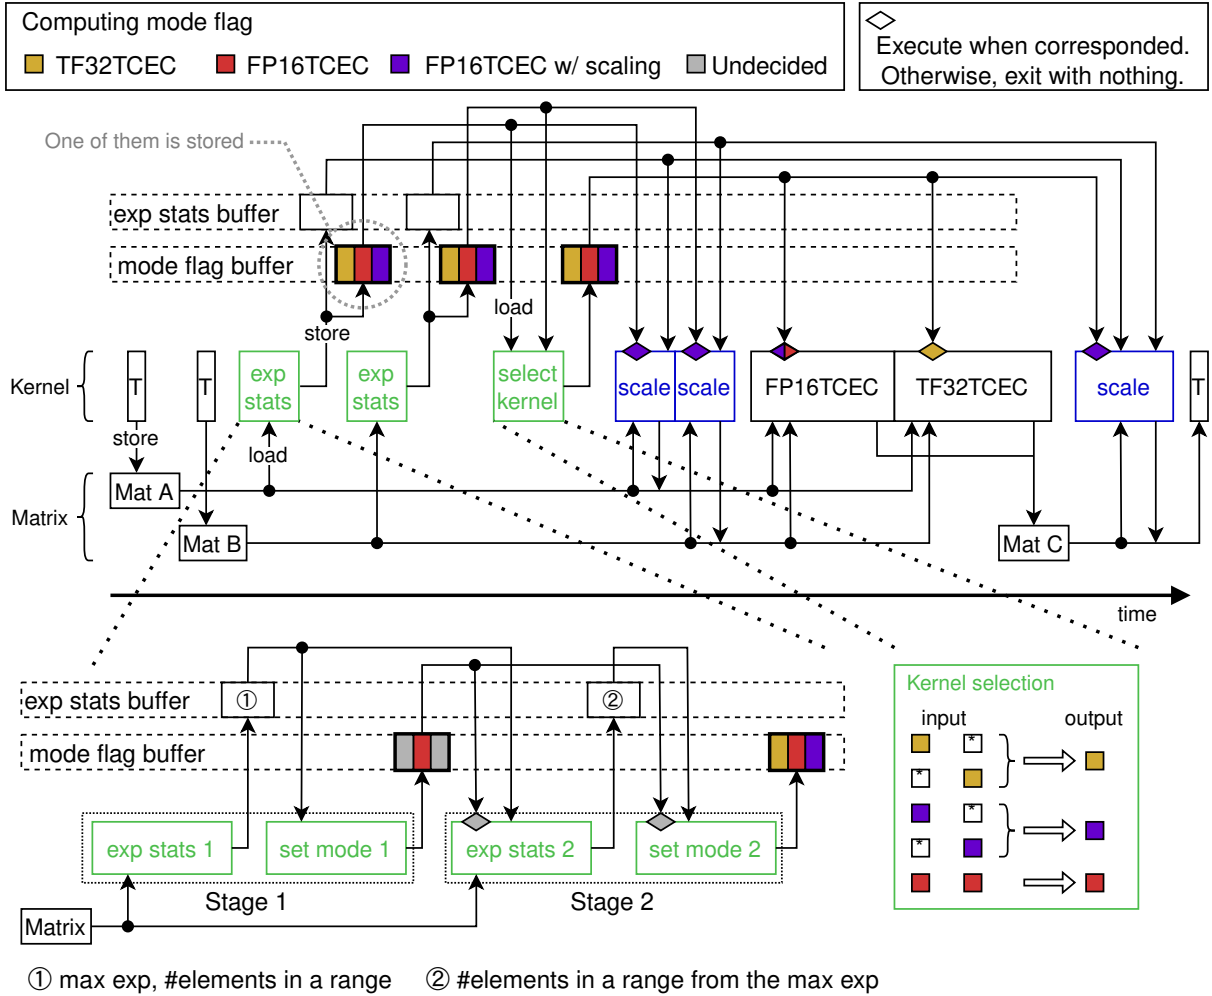 Computing mode flag
TF32TCEC FP16TCEC FP16TCEC w/ scaling Undecided
Execute when corresponded.
Otherwise, exit with nothing.
One of them is stored
exp stats buffer
mode flag buffer
store
load
Kernel
T
T
exp
stats
exp
stats
select
kernel
scale
scale
FP16TCEC
TF32TCEC
scale
T
store
load
Matrix
Mat A
Mat B
Mat C
time
exp stats buffer
①
②
mode flag buffer
exp stats 1
set mode 1
exp stats 2
set mode 2
Stage 1
Stage 2
Matrix
Kernel selection
input output
*
*
*
*
① max exp, #elements in a range ② #elements in a range from the max exp